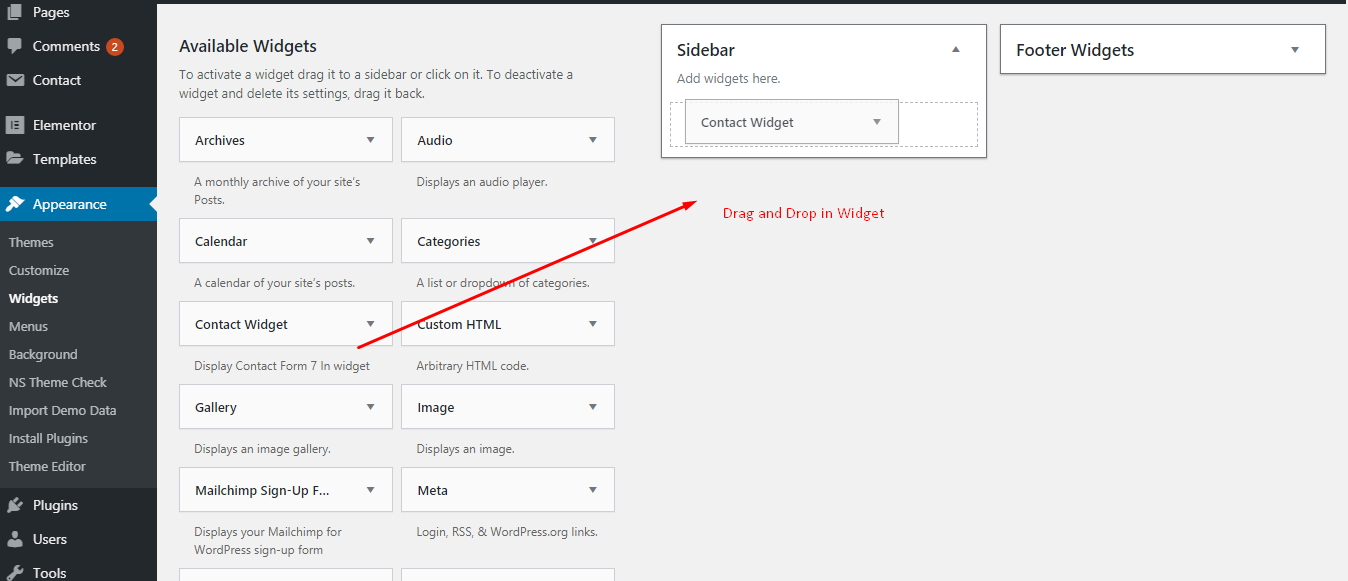 Pages
Comments 2
Contact
Elementor
Templates
Appearance
Themes
Customize
Widgets
Menus
Background
NS Theme Check
Import Demo Data
Install Plugins
Theme Editor
Plugins
Users
Tools
Available Widgets
To activate a widget drag it to a sidebar or click on it. To deactivate a
widget and delete its settings, drag it back.
Archives
A monthly archive of your site's
Posts.
Audio
Displays an audio player.
Calendar
A calendar of your site's posts.
Categories
A list or dropdown of categories.
Contact Widget
Display Contact Form 7 In widget
Custom HTML
Arbitrary HTML code.
Gallery
Displays an image gallery.
Image
Displays an image.
Mailchimp Sign-Up F...
Displays your Mailchimp for
WordPress sign-up form
Meta
Login, RSS, & WordPress.org links.
Sidebar
Add widgets here.
Contact Widget
Drag and Drop in Widget
Footer Widgets